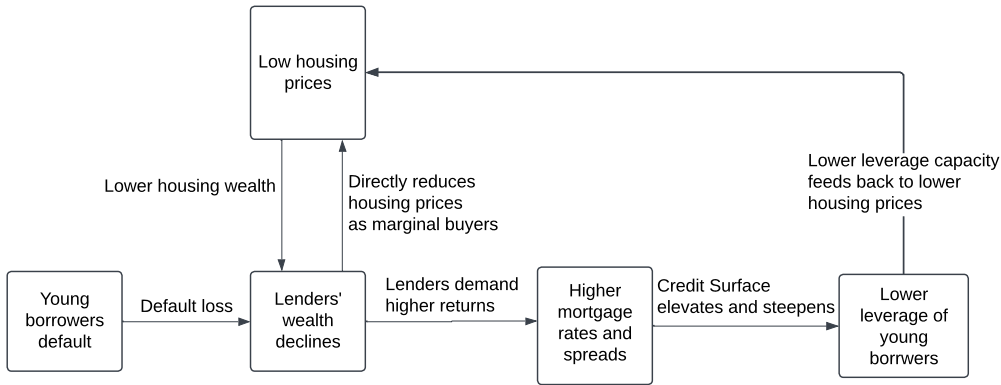 Low housing
prices
Lower leverage capacity
feeds back to lower
housing prices
Lower housing wealth
Directly reduces
housing prices
as marginal buyers
Young
borrowers
default
Default loss
Lenders'
wealth
declines
Lenders demand
higher returns
Higher
mortgage
rates and
spreads
Credit Surface
elevates and steepens
Lower
leverage of
young
borrwers